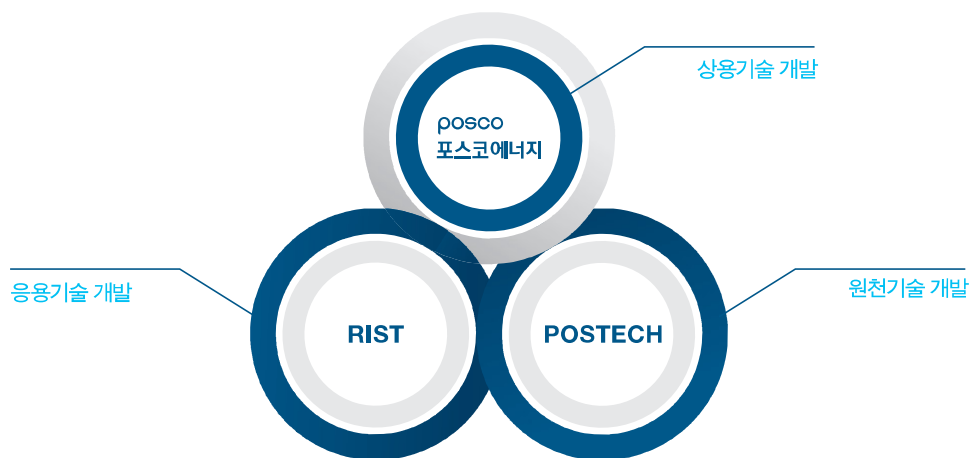 상용기술 개발
posco
포스코에너지
응용기술 개발
원천기술 개발
RIST
POSTECH